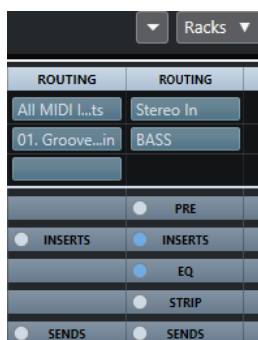 Racks
ROUTING ROUTING
All MIDI I...ts Stereo In
01. Groove...in BASS
PRE
INSERTS INSERTS
EQ
STRIP
SENDS SENDS